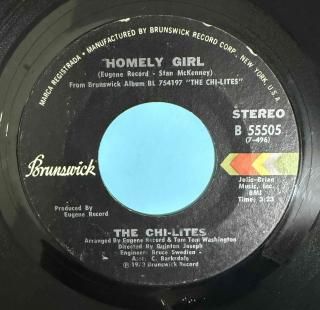 MARCA REGISTRADA • MANUFACTURED BY BRUNSWICK RECORD CORP., NEW YORK, U.S.A.
HOMELY GIRL
(Eugene Record - Stan McKenney)
From Brunswick Album BL 754197 "THE CHI-LITES"
STEREO
B 55505
(7-496)
Brunswick
Julio-Brian
Music, Inc.
BMI
Time: 3:23
Produced By
Eugene Record
THE CHI-LITES
Arranged By Eugene Record & Tom Tom Washington
Directed By Quinton Joseph
Engineer: Bruce Swedien
Asst: C. Barksdale
Ⓟ 1973 Brunswick Records